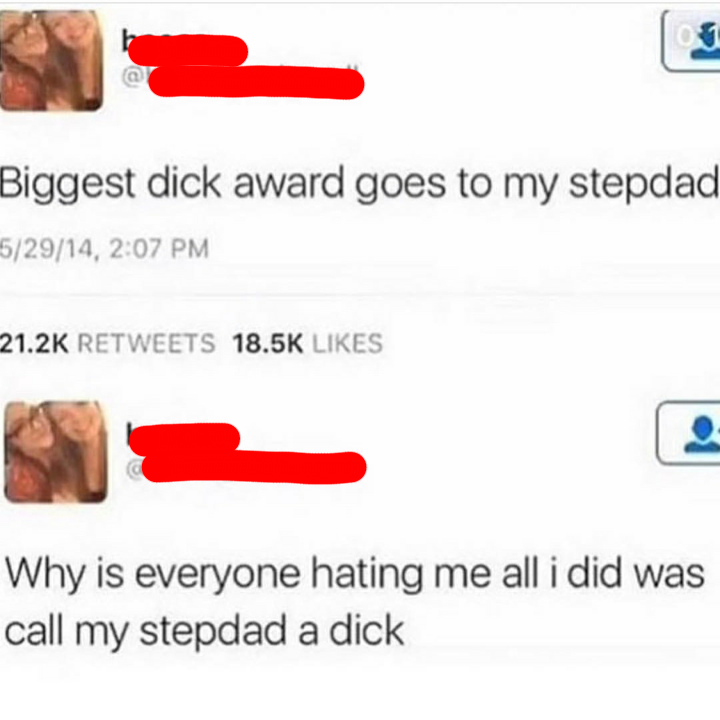 Biggest dick award goes to my stepdad
5/29/14, 2:07 PM
21.2K RETWEETS 18.5K LIKES
@
Why is everyone hating me all i did was
call my stepdad a dick